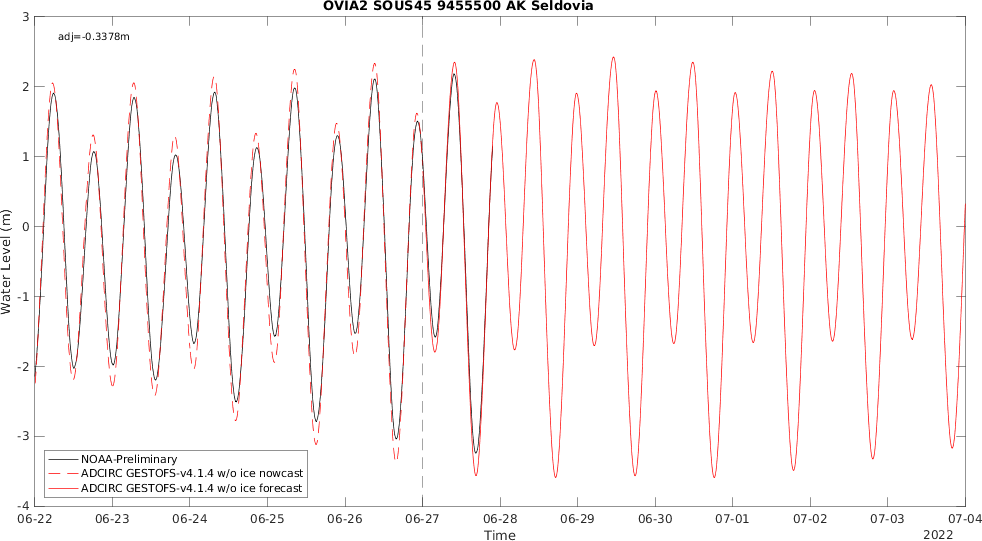 OVIA2 SOUS45 9455500 AK Seldovia
adj=-0.3378m
3
2
1
0
-1
-2
-3
-4
Water Level (m)
NOAA-Preliminary
ADCIRC GESTOFS-v4.1.4 w/o ice nowcast
ADCIRC GESTOFS-v4.1.4 w/o ice forecast
06-22 06-23 06-24 06-25 06-26 06-27 06-28 06-29 06-30 07-01 07-02 07-03 07-04
Time
2022